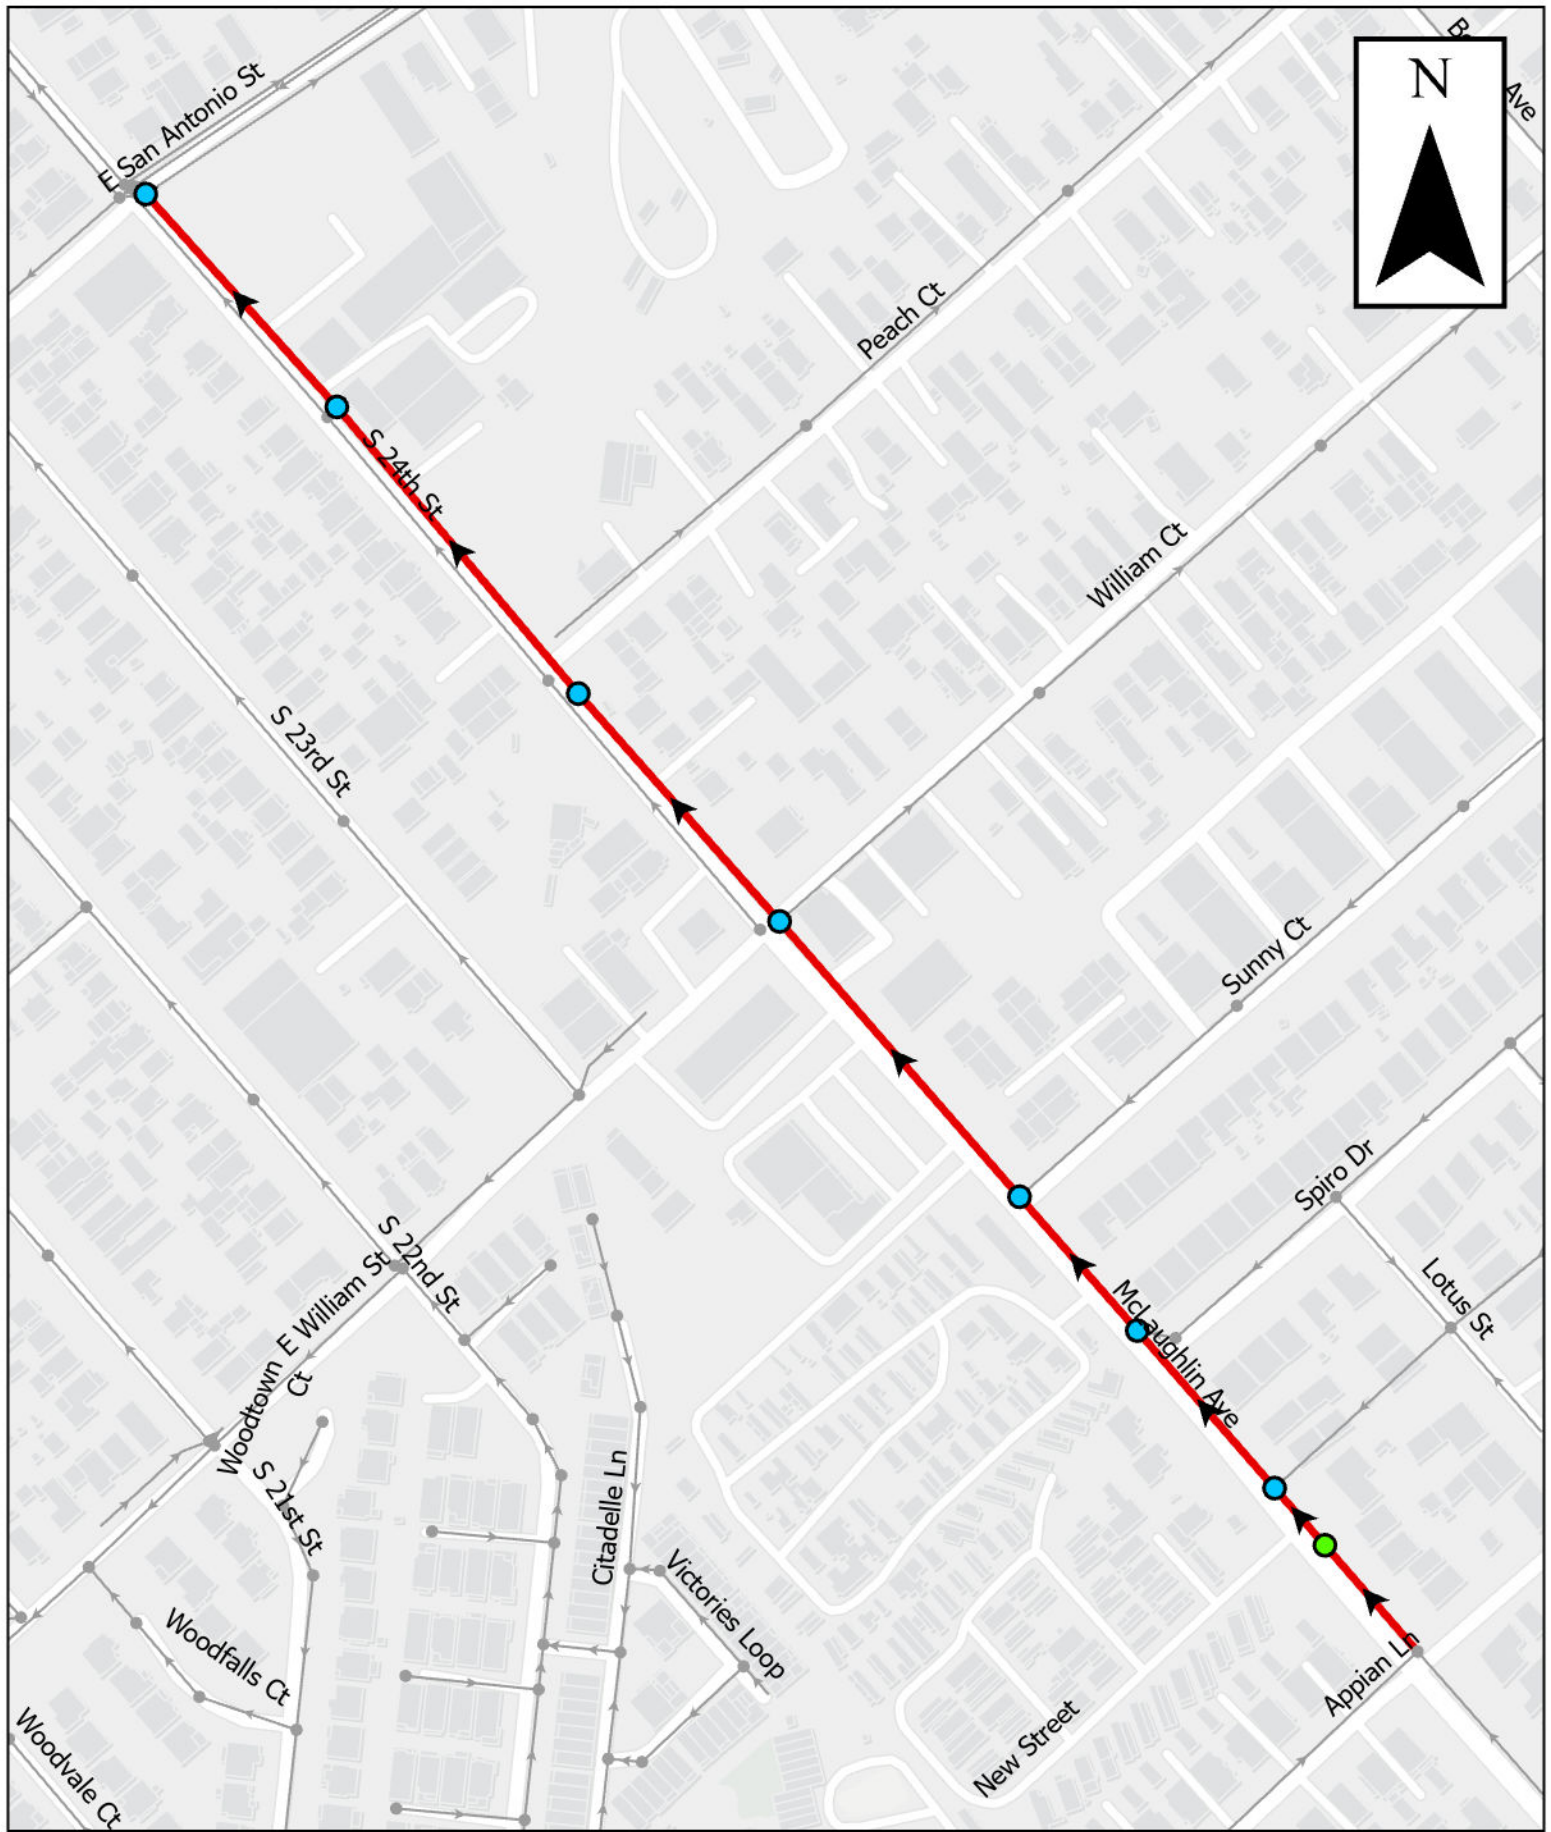 N
Ave
E San Antonio St
Peach Ct
S 24th St
William Ct
S 23rd St
Sunny Ct
Spiro Dr
Lotus St
McLaughlin Ave
S 22nd St
E William St
Woodtown
Ct
S 21st St
Citadelle Ln
Victories Loop
Woodfalls Ct
Woodvale Ct
New Street
Appian Ln